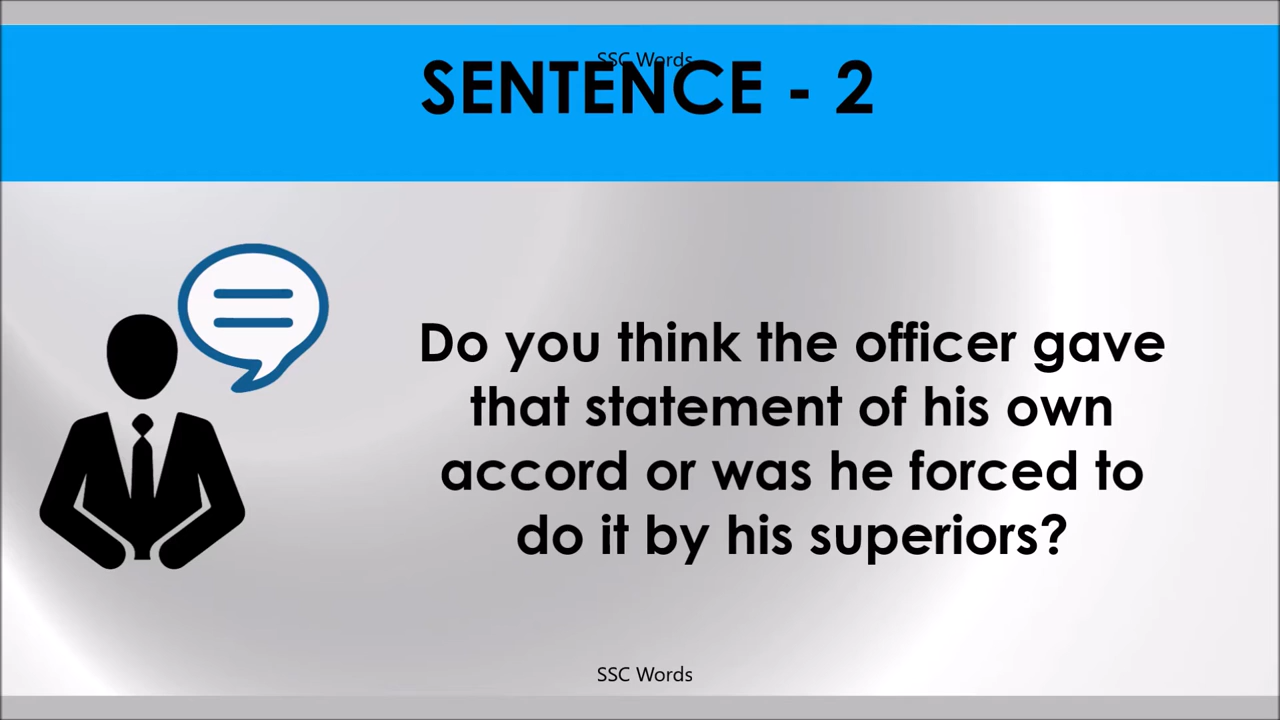 SSC Words
SENTENCE - 2
Do you think the officer gave
that statement of his own
accord or was he forced to
do it by his superiors?
SSC Words